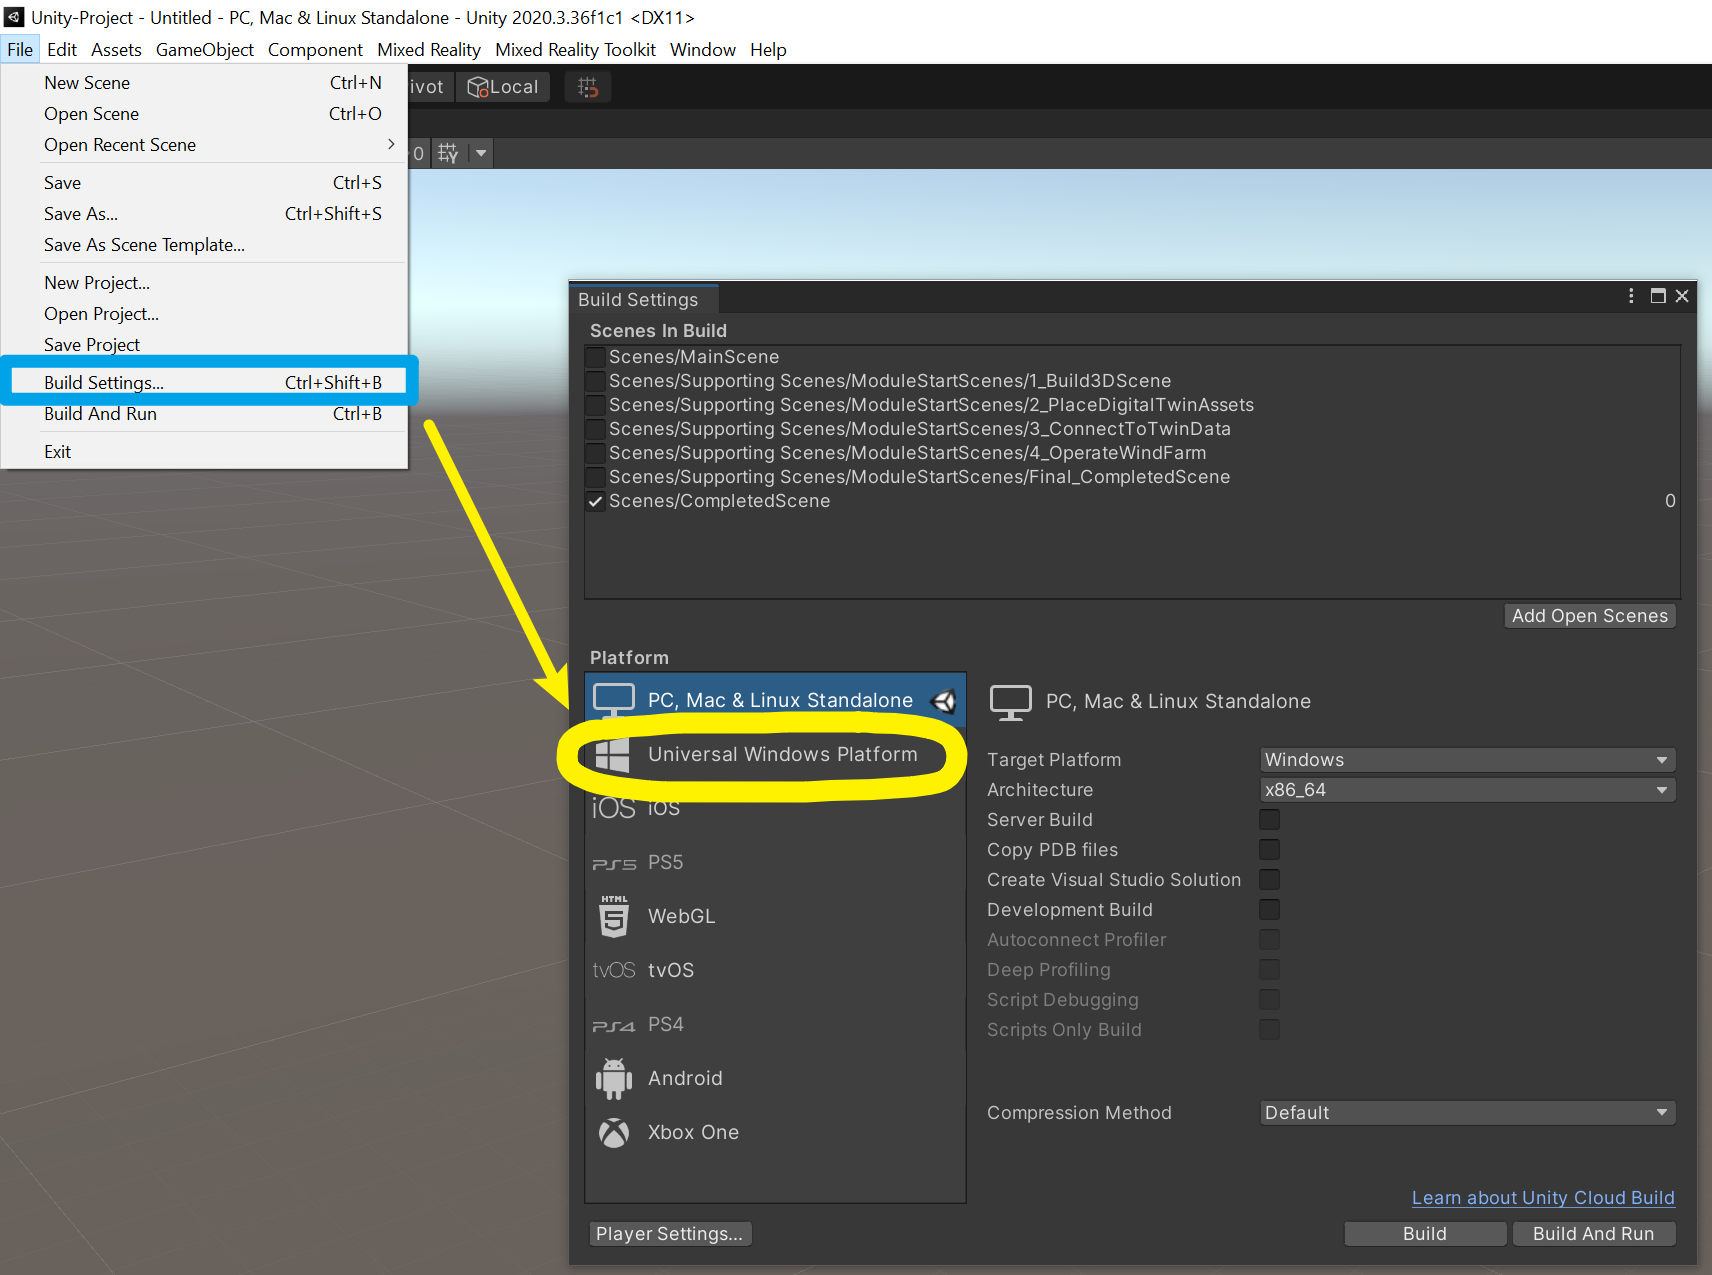 Unity-Project - Untitled - PC, Mac & Linux Standalone - Unity 2020.3.36f1c1 <DX11>
File Edit Assets GameObject Component Mixed Reality Mixed Reality Toolkit Window Help
New Scene Ctrl+N
Open Scene Ctrl+O
Open Recent Scene
Save Ctrl+S
Save As... Ctrl+Shift+S
Save As Scene Template...
New Project...
Open Project...
Save Project
Build Settings... Ctrl+Shift+B
Build And Run Ctrl+B
Exit
ivot Local
0
Build Settings
Scenes In Build
Scenes/MainScene
Scenes/Supporting Scenes/ModuleStartScenes/1_Build3DScene
Scenes/Supporting Scenes/ModuleStartScenes/2_PlaceDigitalTwinAssets
Scenes/Supporting Scenes/ModuleStartScenes/3_ConnectToTwinData
Scenes/Supporting Scenes/ModuleStartScenes/4_OperateWindFarm
Scenes/Supporting Scenes/ModuleStartScenes/Final_CompletedScene
Scenes/CompletedScene 0
Add Open Scenes
Platform
PC, Mac & Linux Standalone
Universal Windows Platform
iOS iOS
PS5 PS5
HTML 5 WebGL
tvOS tvOS
PS4 PS4
Android
Xbox One
PC, Mac & Linux Standalone
Target Platform Windows
Architecture x86_64
Server Build
Copy PDB files
Create Visual Studio Solution
Development Build
Autoconnect Profiler
Deep Profiling
Script Debugging
Scripts Only Build
Compression Method Default
Learn about Unity Cloud Build
Player Settings... Build Build And Run